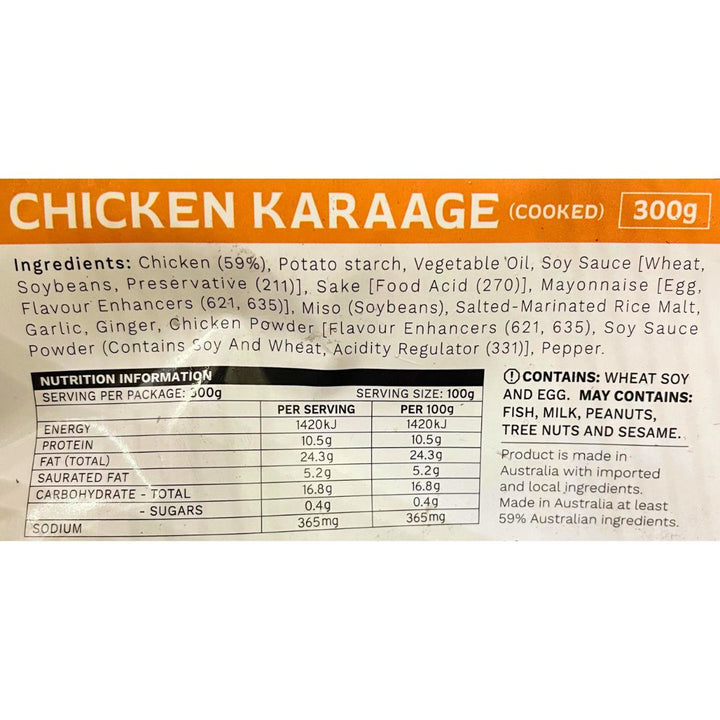 CHICKEN KARAAGE (COOKED) 300g
Ingredients: Chicken (59%), Potato starch, Vegetable Oil, Soy Sauce [Wheat,
Soybeans, Preservative (211)], Sake [Food Acid (270)], Mayonnaise [Egg,
Flavour Enhancers (621, 635)], Miso (Soybeans), Salted-Marinated Rice Malt,
Garlic, Ginger, Chicken Powder [Flavour Enhancers (621, 635), Soy Sauce
Powder (Contains Soy And Wheat, Acidity Regulator (331)], Pepper.
NUTRITION INFORMATION
SERVING PER PACKAGE: 300g SERVING SIZE: 100g
PER SERVING PER 100g
ENERGY 1420kJ 1420kJ
PROTEIN 10.5g 10.5g
FAT (TOTAL) 24.3g 24.3g
SAURATED FAT 5.2g 5.2g
CARBOHYDRATE - TOTAL 16.8g 16.8g
- SUGARS 0.4g 0.4g
SODIUM 365mg 365mg
CONTAINS: WHEAT SOY
AND EGG. MAY CONTAINS:
FISH, MILK, PEANUTS,
TREE NUTS AND SESAME.
Product is made in
Australia with imported
and local ingredients.
Made in Australia at least
59% Australian ingredients.